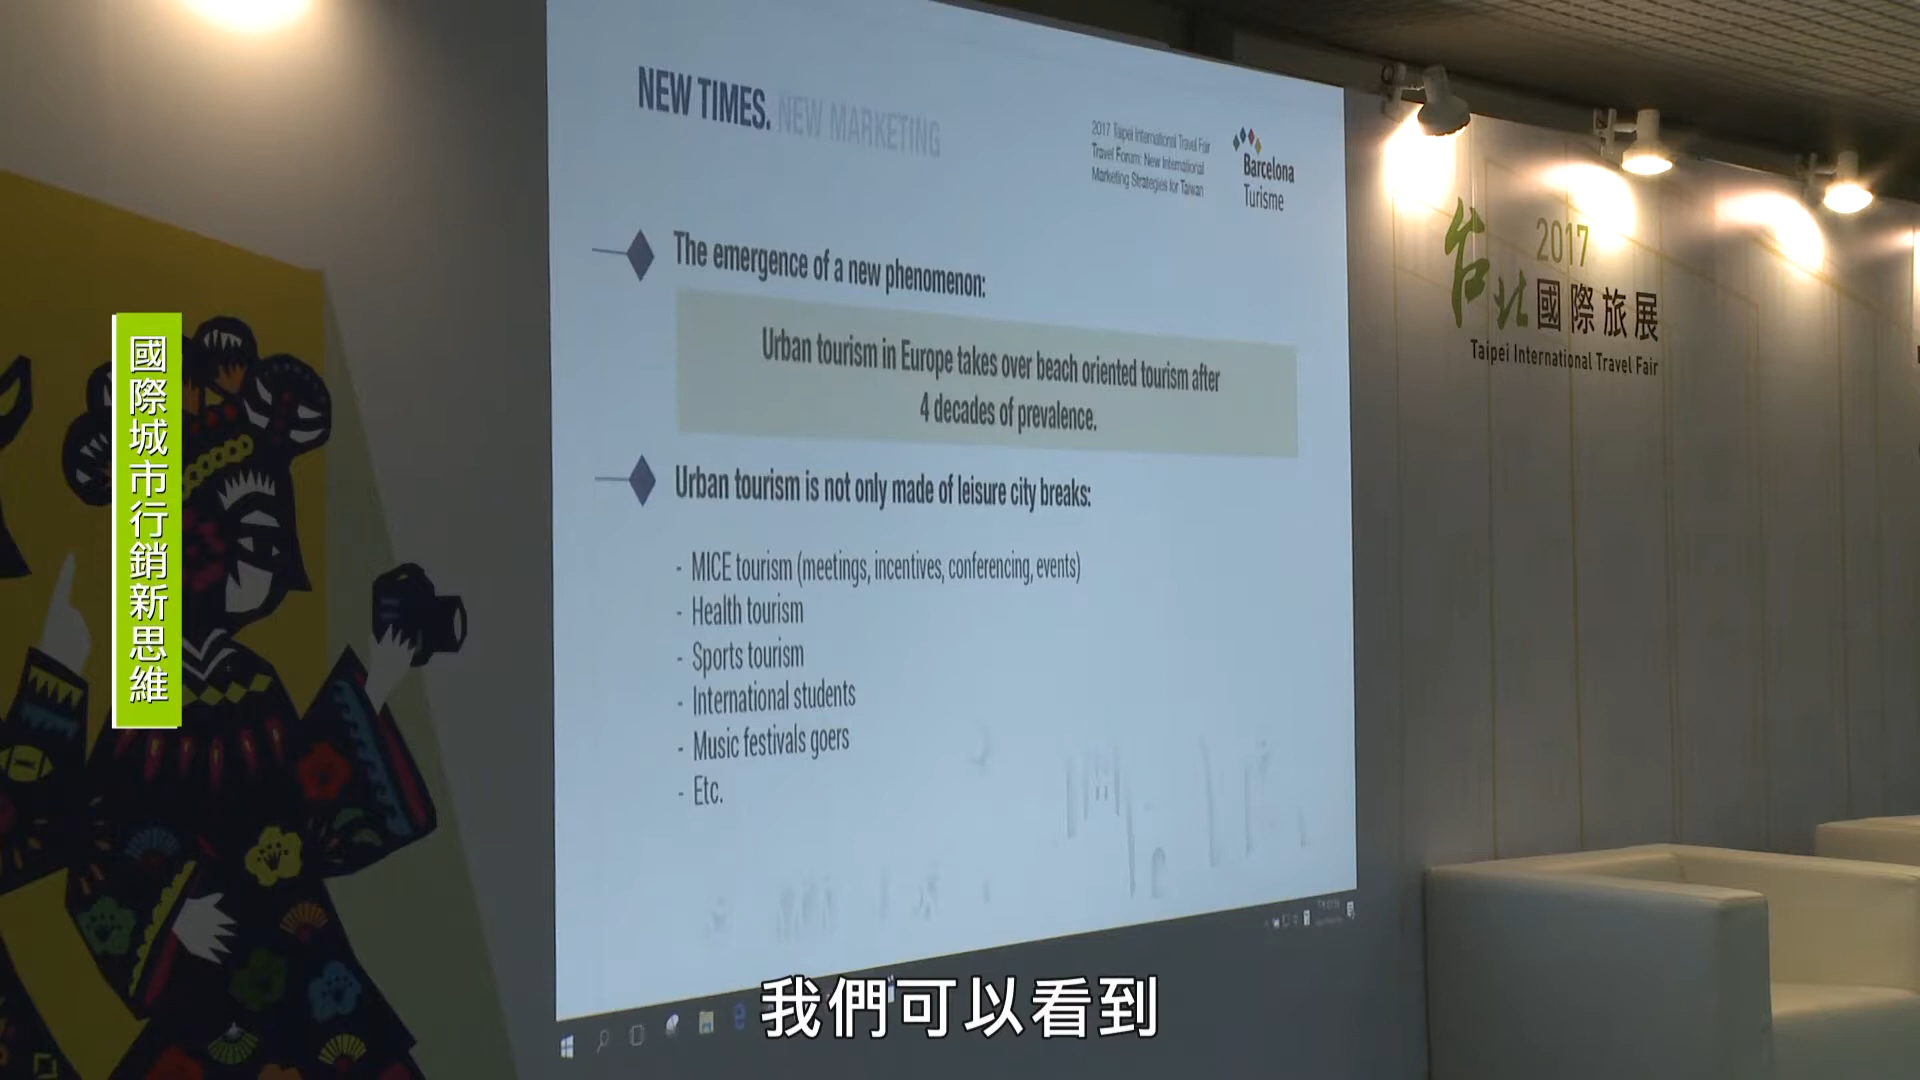 NEW TIMES. NEW MARKETING
2017 Taipei International Travel Fair
Travel Forum: New International
Marketing Strategies for Taiwan
Barcelona
Turisme
The emergence of a new phenomenon:
Urban tourism in Europe takes over beach oriented tourism after
4 decades of prevalence.
Urban tourism is not only made of leisure city breaks:
- MICE tourism (meetings, incentives, conferencing, events)
- Health tourism
- Sports tourism
- International students
- Music festivals goers
- Etc.
2017
台北國際旅展
Taipei International Travel Fair
國際城市行銷新思維
我們可以看到